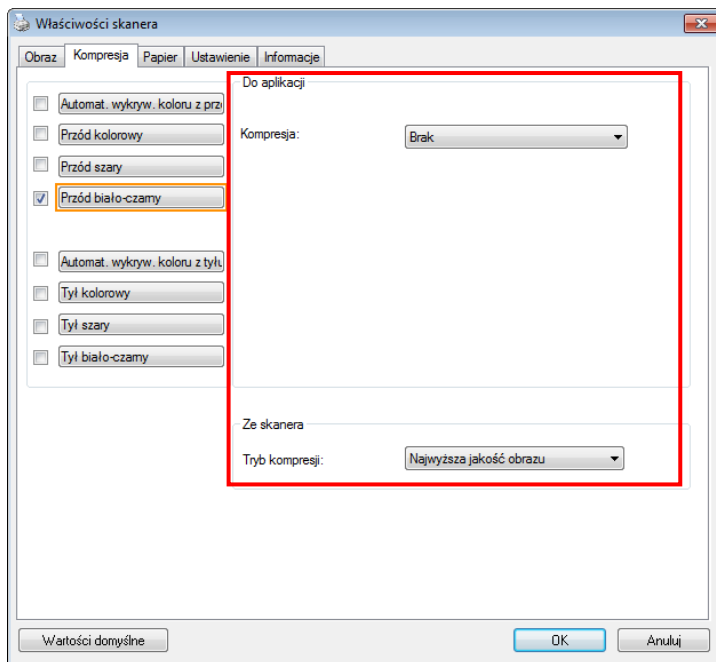 Właściwości skanera
Obraz Kompresja Papier Ustawienie Informacje
Automat. wykryw. koloru z prz
Przód kolorowy
Przód szary
Przód biało-czarny
Automat. wykryw. koloru z tyłu
Tył kolorowy
Tył szary
Tył biało-czarny
Do aplikacji
Kompresja: Brak
Ze skanera
Tryb kompresji: Najwyższa jakość obrazu
Wartości domyślne OK Anuluj